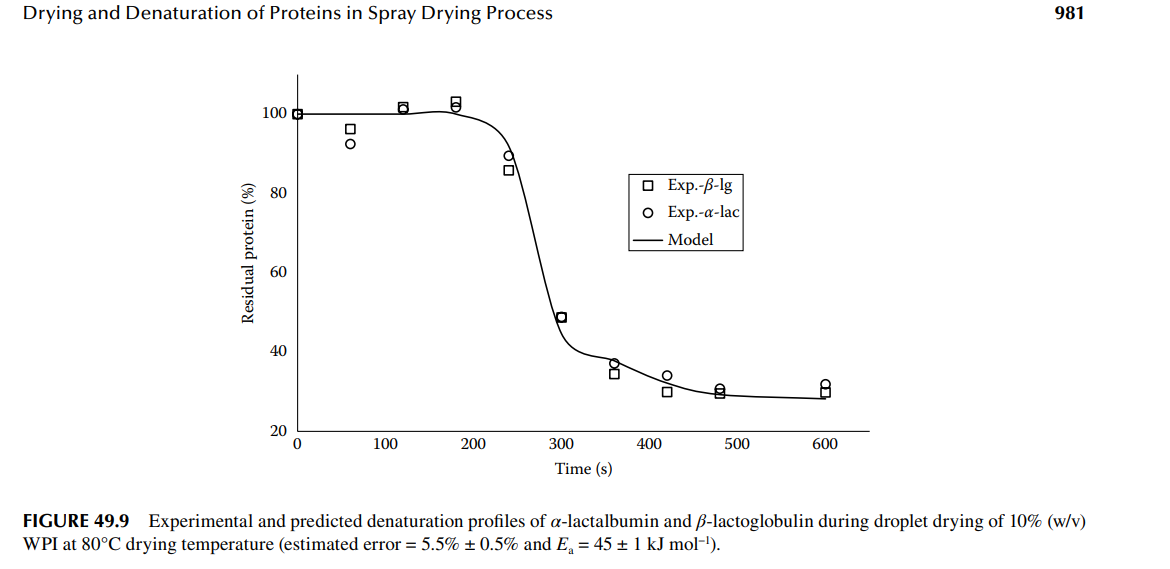 Drying and Denaturation of Proteins in Spray Drying Process 981
100
80
60
40
20
Residual protein (%)
Exp.-β-lg
Exp.-α-lac
Model
0 100 200 300 400 500 600
Time (s)
FIGURE 49.9 Experimental and predicted denaturation profiles of α-lactalbumin and β-lactoglobulin during droplet drying of 10% (w/v)
WPI at 80°C drying temperature (estimated error = 5.5% ± 0.5% and Eₐ = 45 ± 1 kJ mol⁻¹).